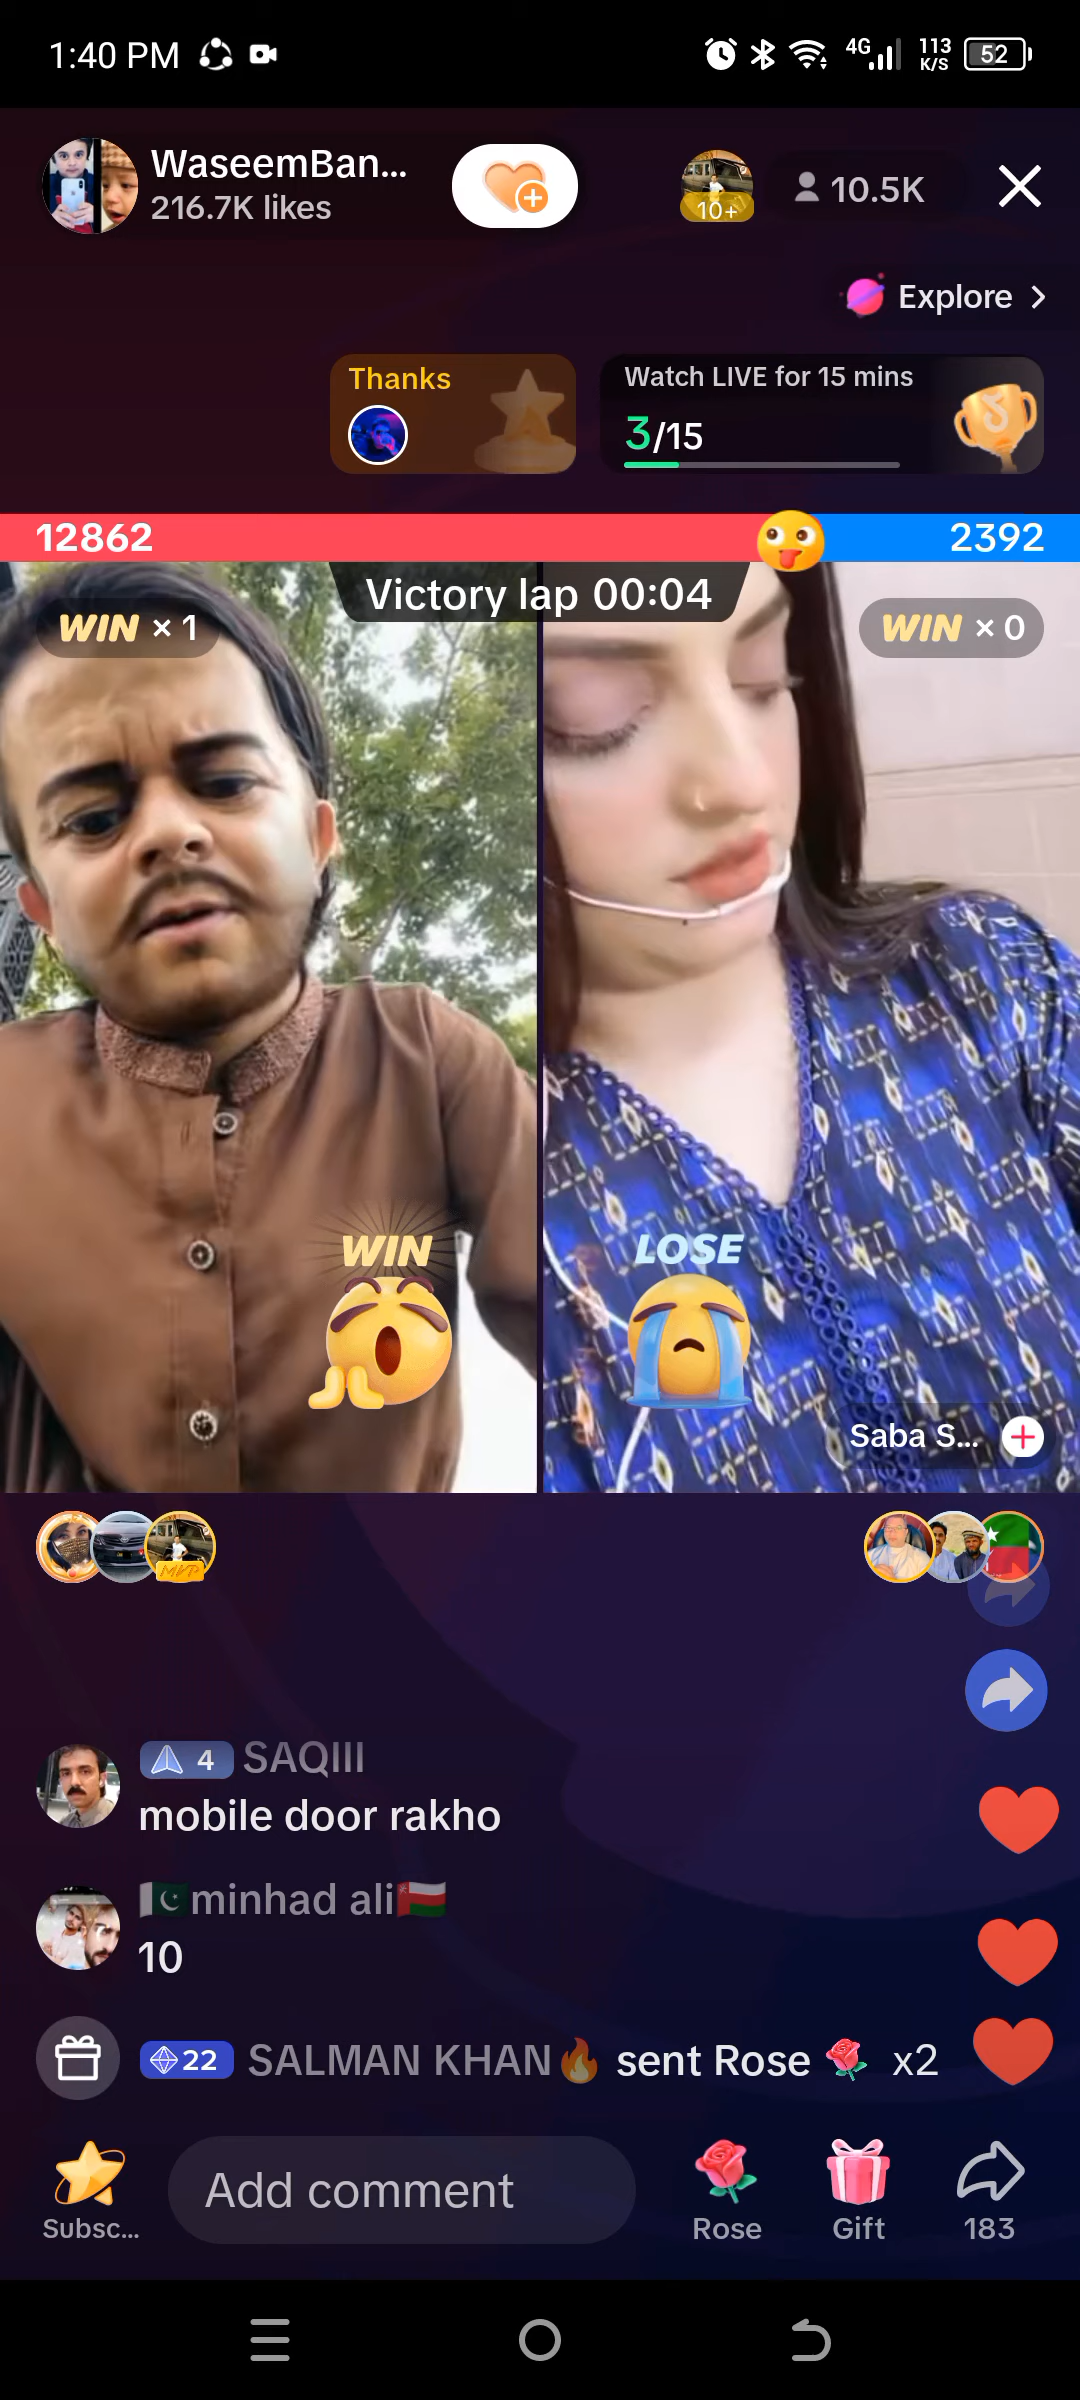 1:40 PM
4G
113
K/S
52
WaseemBan...
216.7K likes
10+
10.5K
Explore
Thanks
Watch LIVE for 15 mins
3/15
12862
2392
Victory lap 00:04
WIN × 1
WIN × 0
WIN
LOSE
Saba S...
MVP
4 SAQIII
mobile door rakho
🇵🇰minhad ali🇴🇲
10
22 SALMAN KHAN🔥 sent Rose 🌹 x2
Subsc...
Add comment
Rose
Gift
183